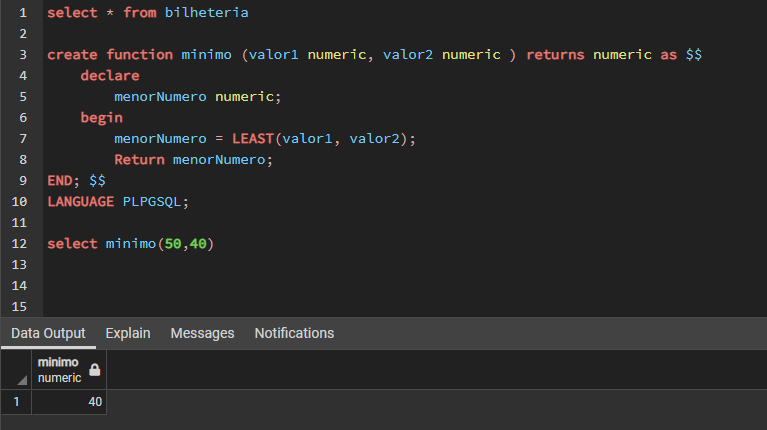 1 select * from bilheteria
2
3 create function minimo (valor1 numeric, valor2 numeric ) returns numeric as $$
4 declare
5 menorNumero numeric;
6 begin
7 menorNumero = LEAST(valor1, valor2);
8 Return menorNumero;
9 END; $$
10 LANGUAGE PLPGSQL;
11
12 select minimo(50,40)
13
14
15
Data Output Explain Messages Notifications
minimo
numeric
1 40